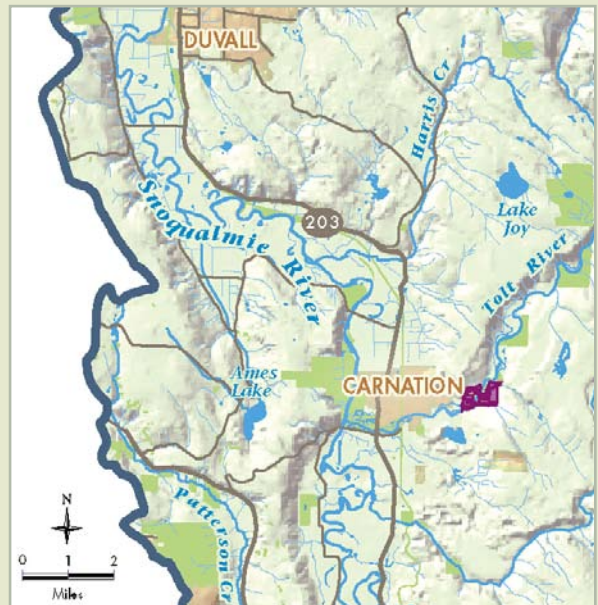 DUVALL
Harris Cr
Snoqualmie River
203
Lake
Joy
Tolt River
Ames
Lake
CARNATION
Patterson Cr
N
0 1 2
Miles